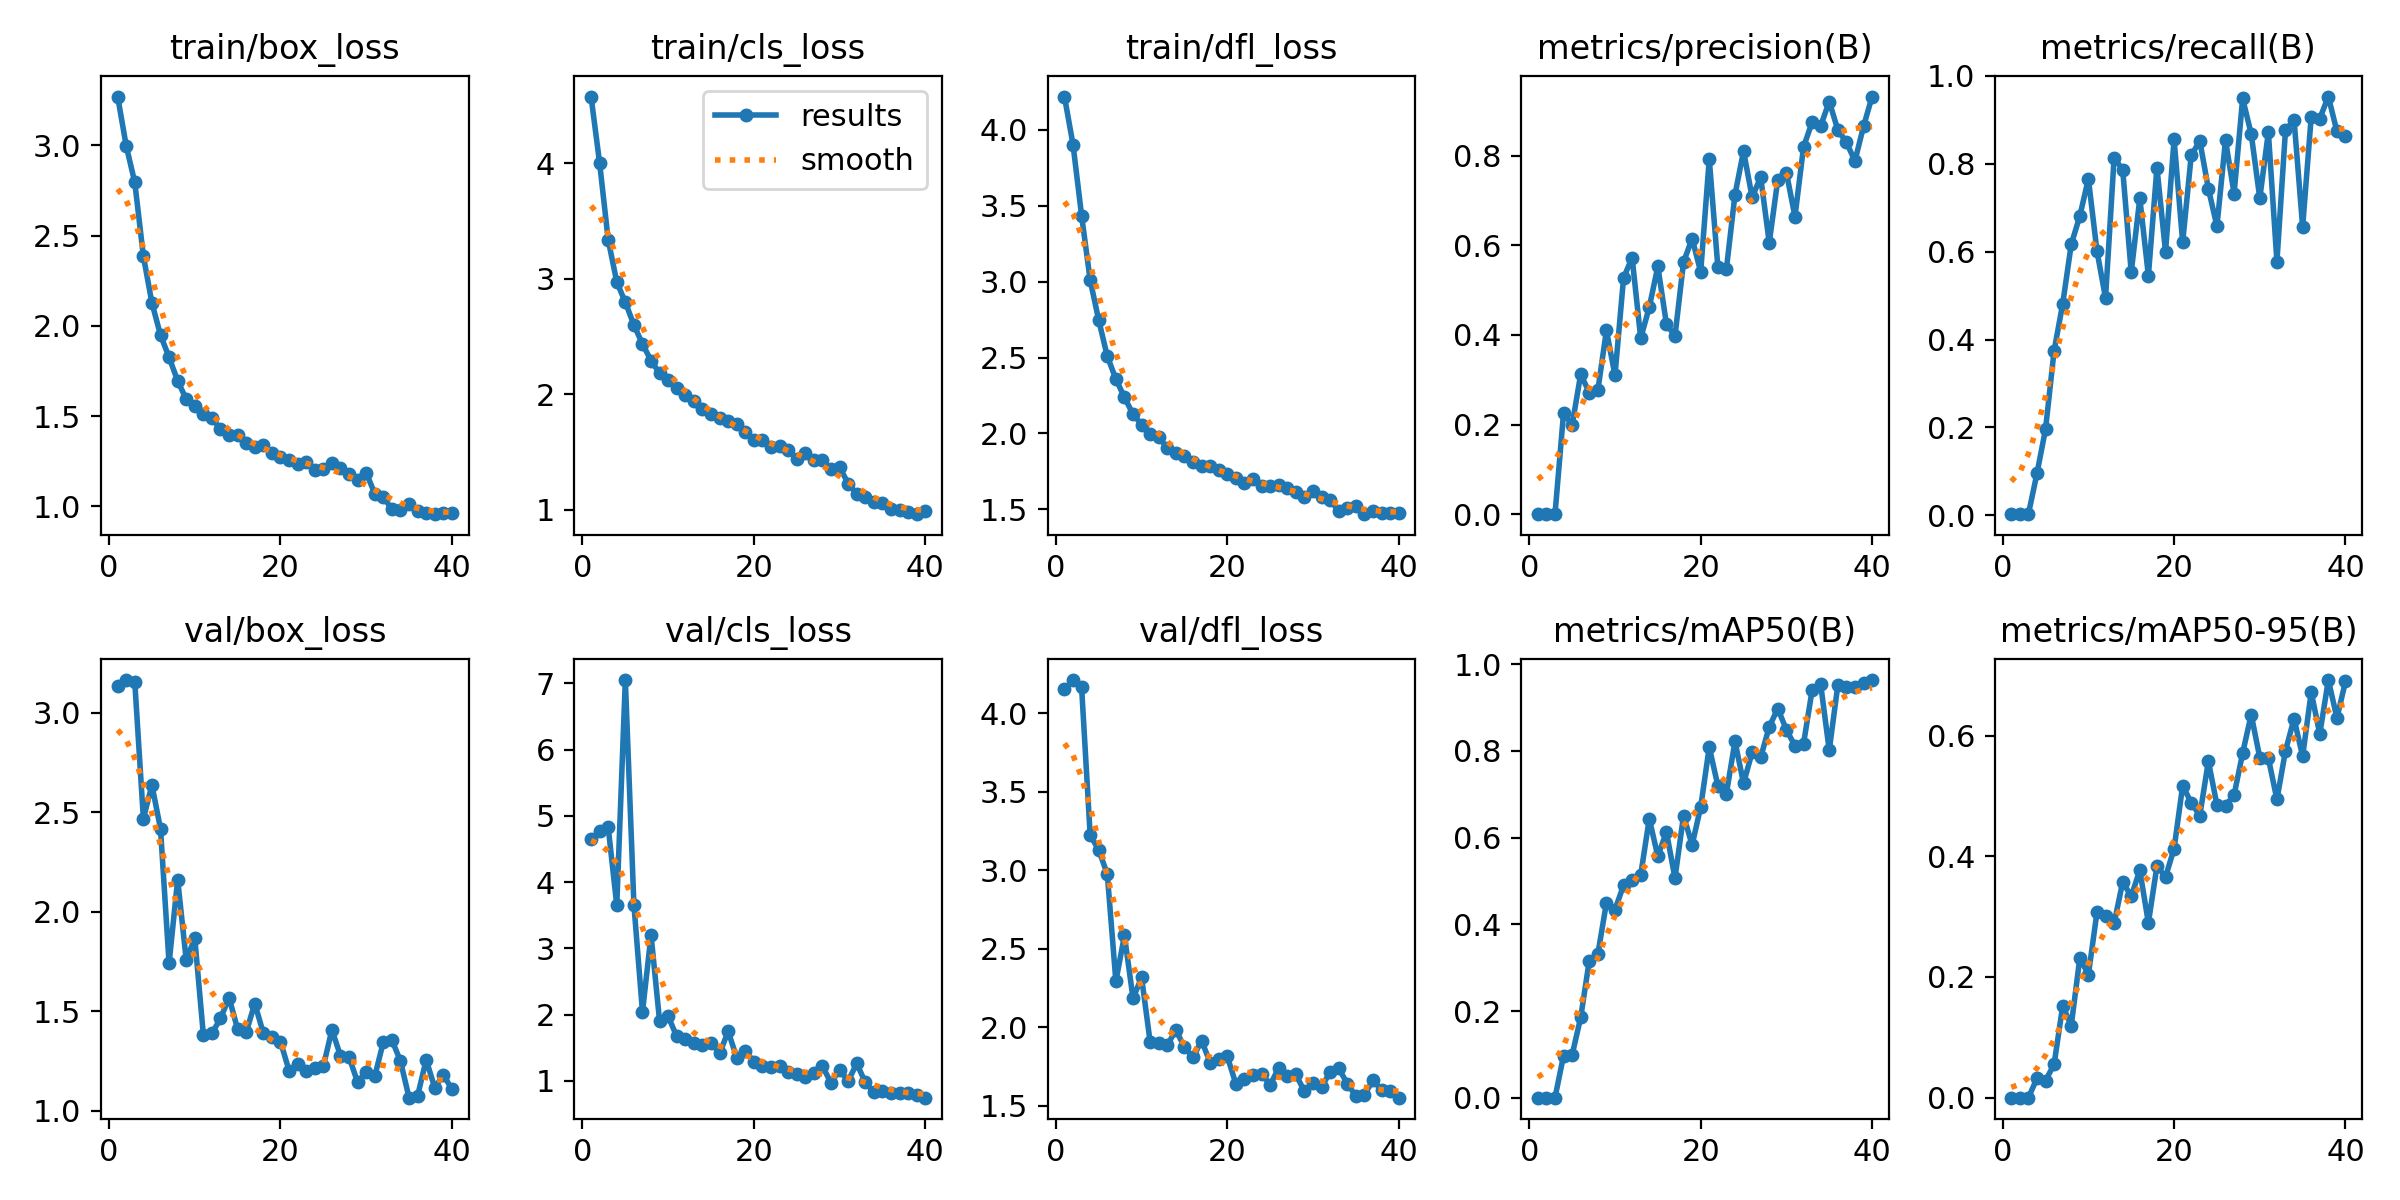 train/box_loss
3.0
2.5
2.0
1.5
1.0
0 20 40
train/cls_loss
results
smooth
4
3
2
1
0 20 40
train/dfl_loss
4.0
3.5
3.0
2.5
2.0
1.5
0 20 40
metrics/precision(B)
0.8
0.6
0.4
0.2
0.0
0 20 40
metrics/recall(B)
1.0
0.8
0.6
0.4
0.2
0.0
0 20 40
val/box_loss
3.0
2.5
2.0
1.5
1.0
0 20 40
val/cls_loss
7
6
5
4
3
2
1
0 20 40
val/dfl_loss
4.0
3.5
3.0
2.5
2.0
1.5
0 20 40
metrics/mAP50(B)
1.0
0.8
0.6
0.4
0.2
0.0
0 20 40
metrics/mAP50-95(B)
0.6
0.4
0.2
0.0
0 20 40